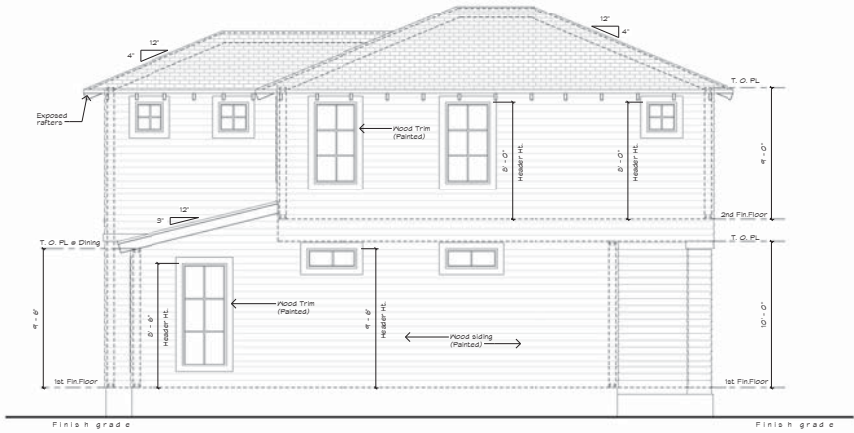 12'
4"
12'
4"
T. O. PL
Exposed
rafters
Wood Trim
(Painted)
8' - 0"
Header Ht.
8' - 0"
Header Ht.
9' - 0"
12'
3"
2nd Fin.Floor
T. O. PL @ Dining
T. O. PL
9' - 6"
8' - 6"
Header Ht.
Wood Trim
(Painted)
9' - 6"
Header Ht.
Wood siding
(Painted)
10' - 0"
1st Fin.Floor
1st Fin.Floor
Finish grade
Finish grade